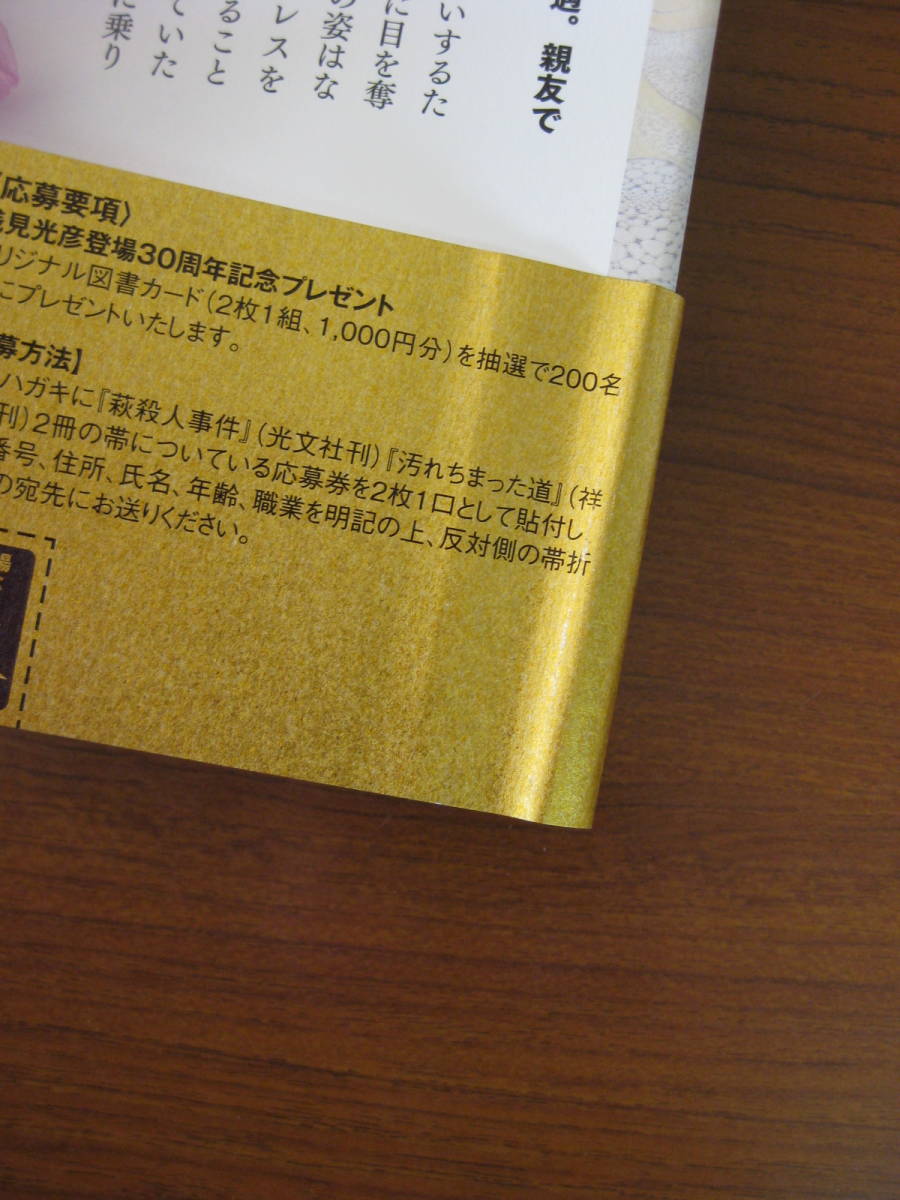 親友で
いするた
に目を奪
の姿はな
レスを
ること
ていた
に乗り
〈応募要項〉
見光彦登場30周年記念プレゼント
リジナル図書カード(2枚1組、1,000円分)を抽選で200名
にプレゼントいたします。
募方法】
ハガキに『萩殺人事件』(光文社刊)『汚れちまった道』(祥
刊)2冊の帯についている応募券を2枚1口として貼付し、
番号、住所、氏名、年齢、職業を明記の上、反対側の帯折
の宛先にお送りください。
場